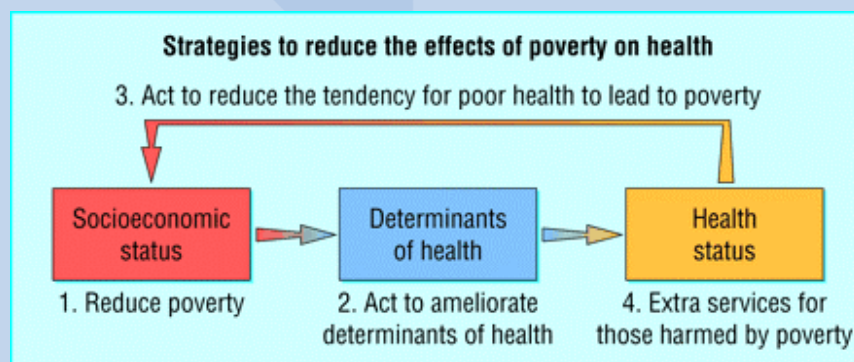 Strategies to reduce the effects of poverty on health
3. Act to reduce the tendency for poor health to lead to poverty
Socioeconomic
status
Determinants
of health
Health
status
1. Reduce poverty
2. Act to ameliorate
determinants of health
4. Extra services for
those harmed by poverty